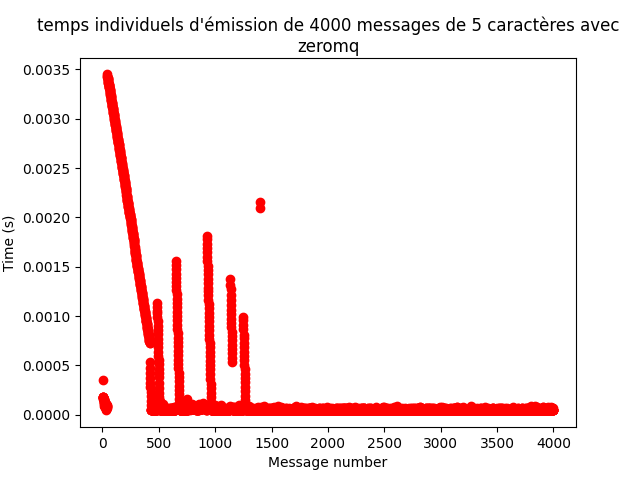 temps individuels d'émission de 4000 messages de 5 caractères avec
zeromq
0.0035
0.0030
0.0025
0.0020
0.0015
0.0010
0.0005
0.0000
Time (s)
0 500 1000 1500 2000 2500 3000 3500 4000
Message number